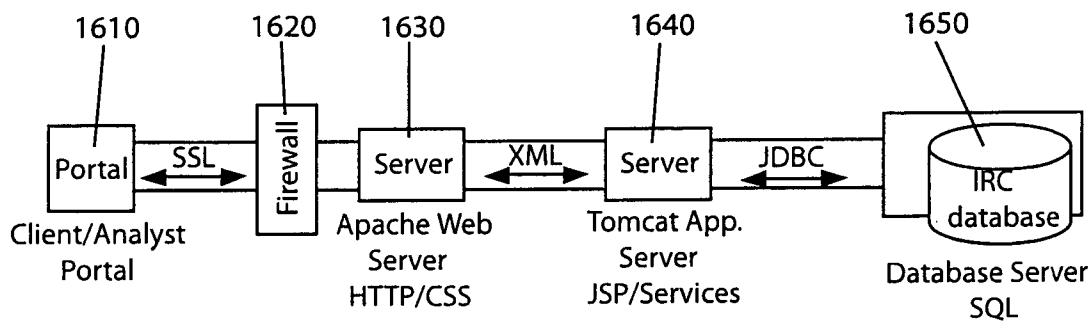 1610
1620
1630
1640
1650
Portal
SSL
Firewall
Server
XML
Server
JDBC
IRC
database
Client/Analyst
Portal
Apache Web
Server
HTTP/CSS
Tomcat App.
Server
JSP/Services
Database Server
SQL